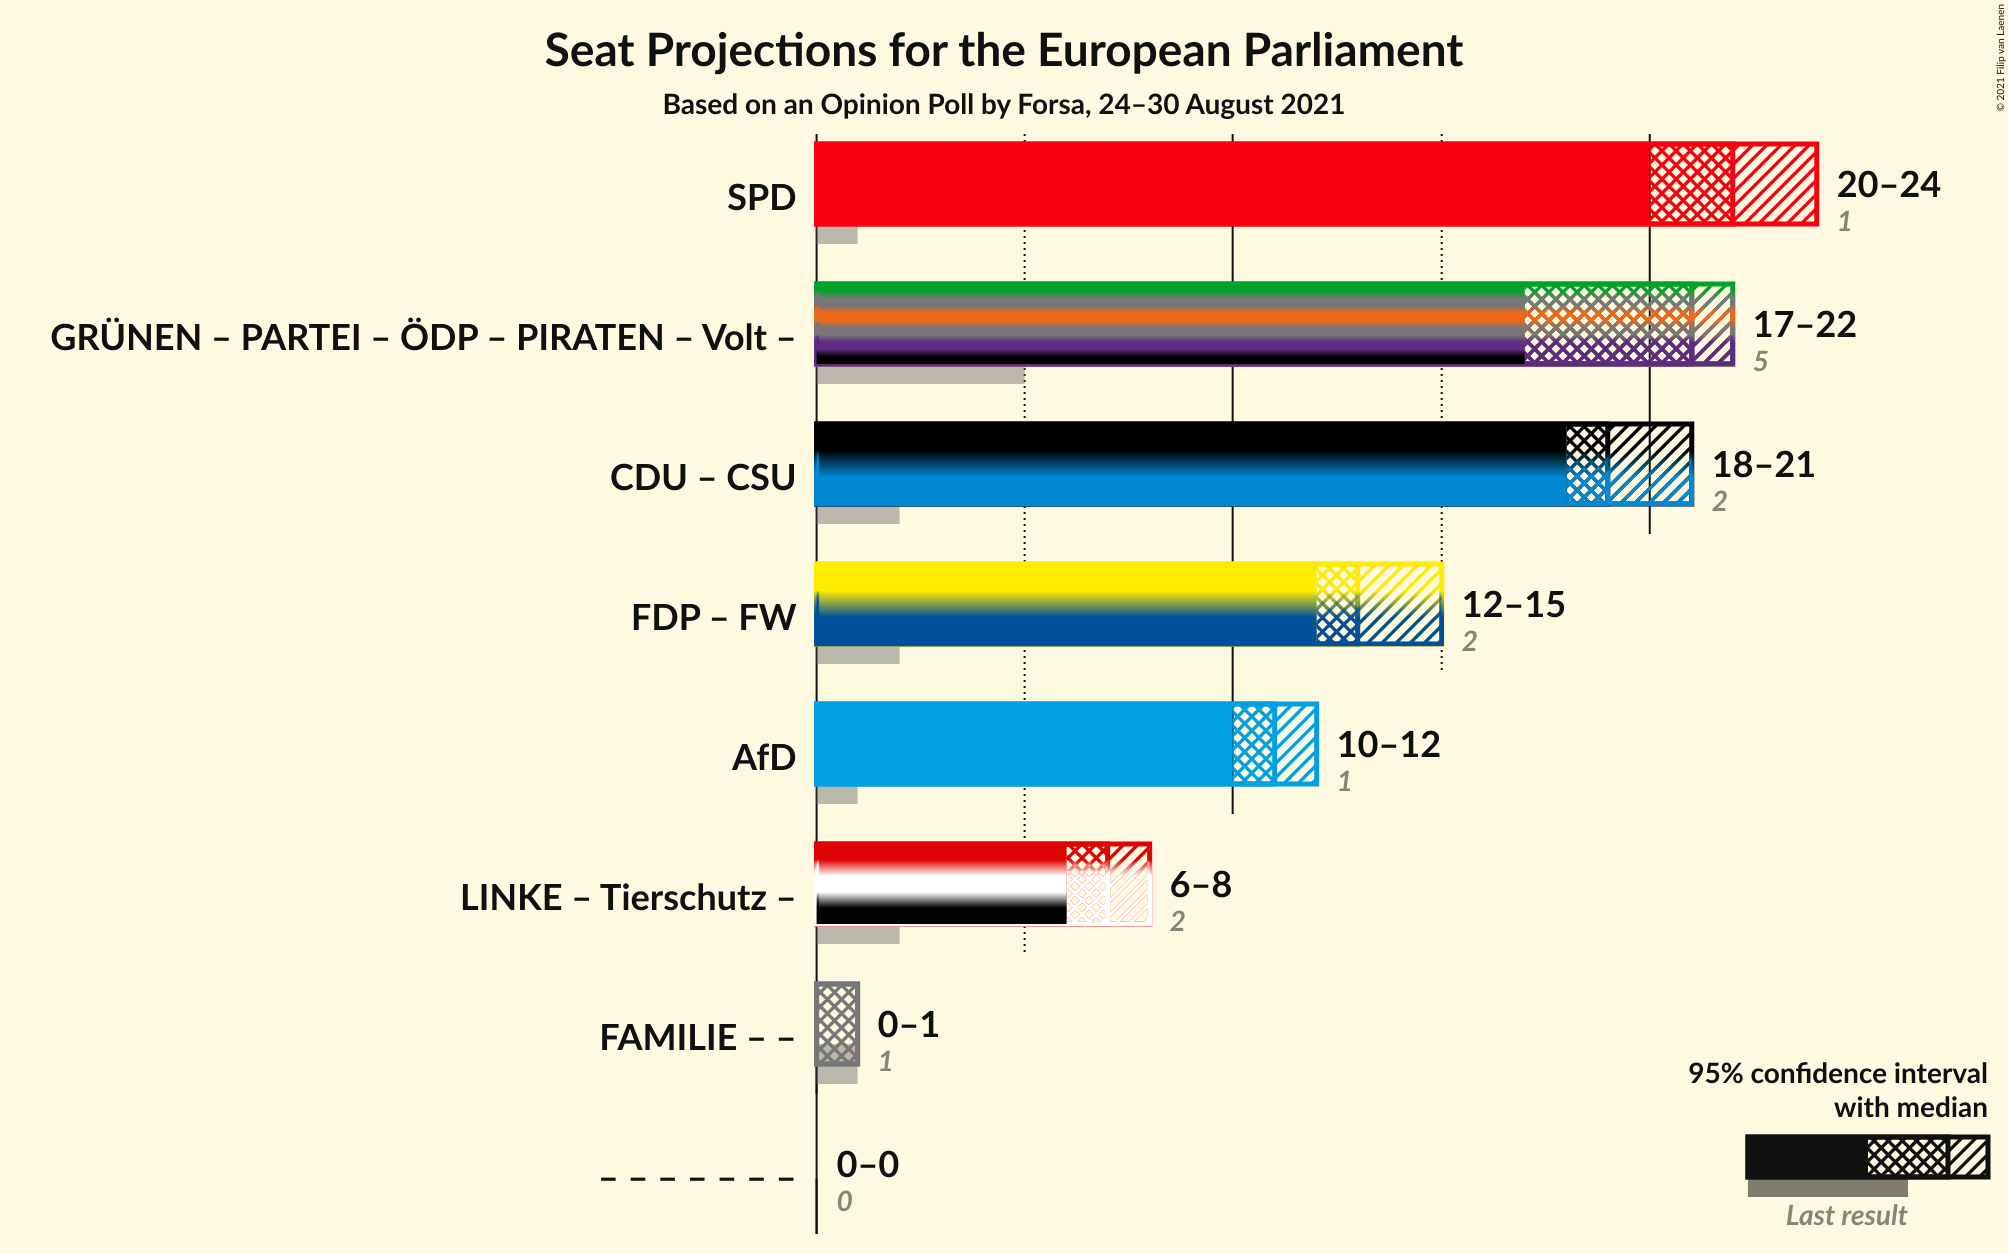 Seat Projections for the European Parliament
Based on an Opinion Poll by Forsa, 24–30 August 2021
© 2021 Filip van Laenen
SPD
20–24
1
GRÜNEN – PARTEI – ÖDP – PIRATEN – Volt –
17–22
5
CDU – CSU
18–21
2
FDP – FW
12–15
2
AfD
10–12
1
LINKE – Tierschutz –
6–8
2
FAMILIE – –
0–1
1
– – – – – – –
0–0
0
95% confidence interval
with median
Last result